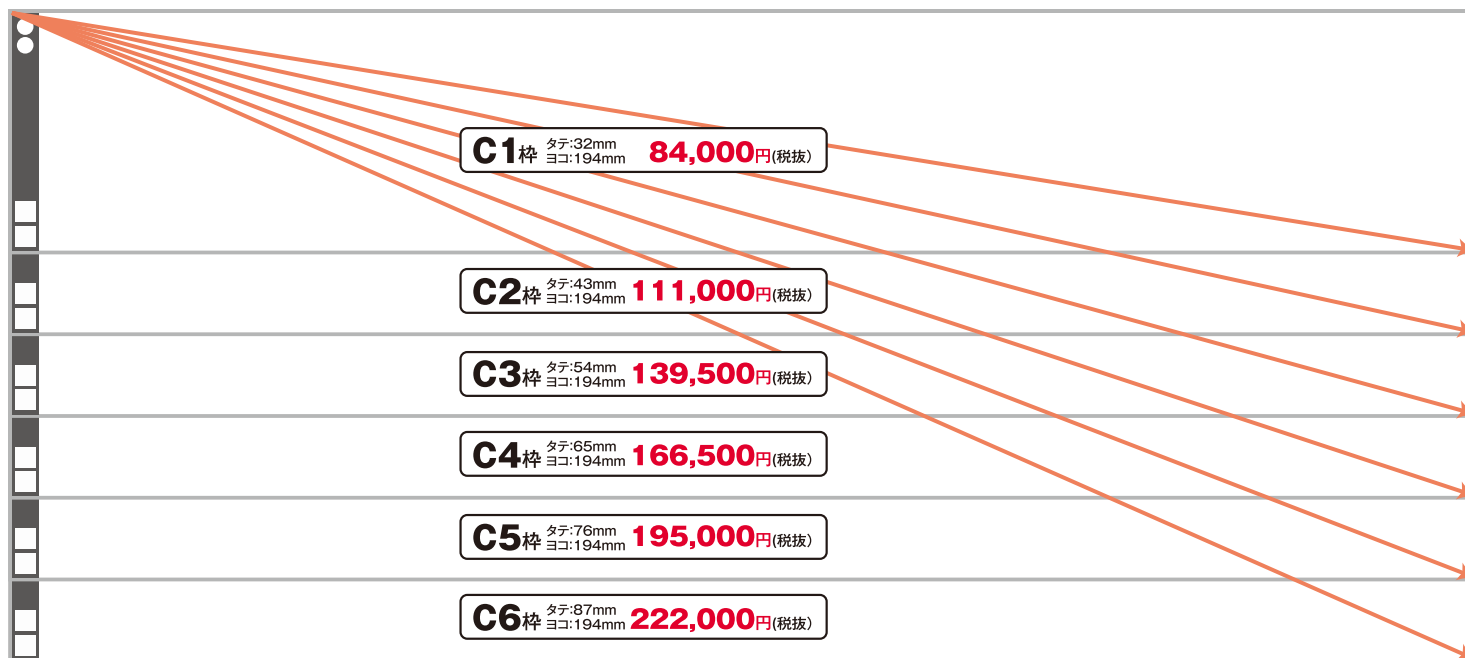 C1枠 タテ:32mm ヨコ:194mm 84,000円(税抜)
C2枠 タテ:43mm ヨコ:194mm 111,000円(税抜)
C3枠 タテ:54mm ヨコ:194mm 139,500円(税抜)
C4枠 タテ:65mm ヨコ:194mm 166,500円(税抜)
C5枠 タテ:76mm ヨコ:194mm 195,000円(税抜)
C6枠 タテ:87mm ヨコ:194mm 222,000円(税抜)